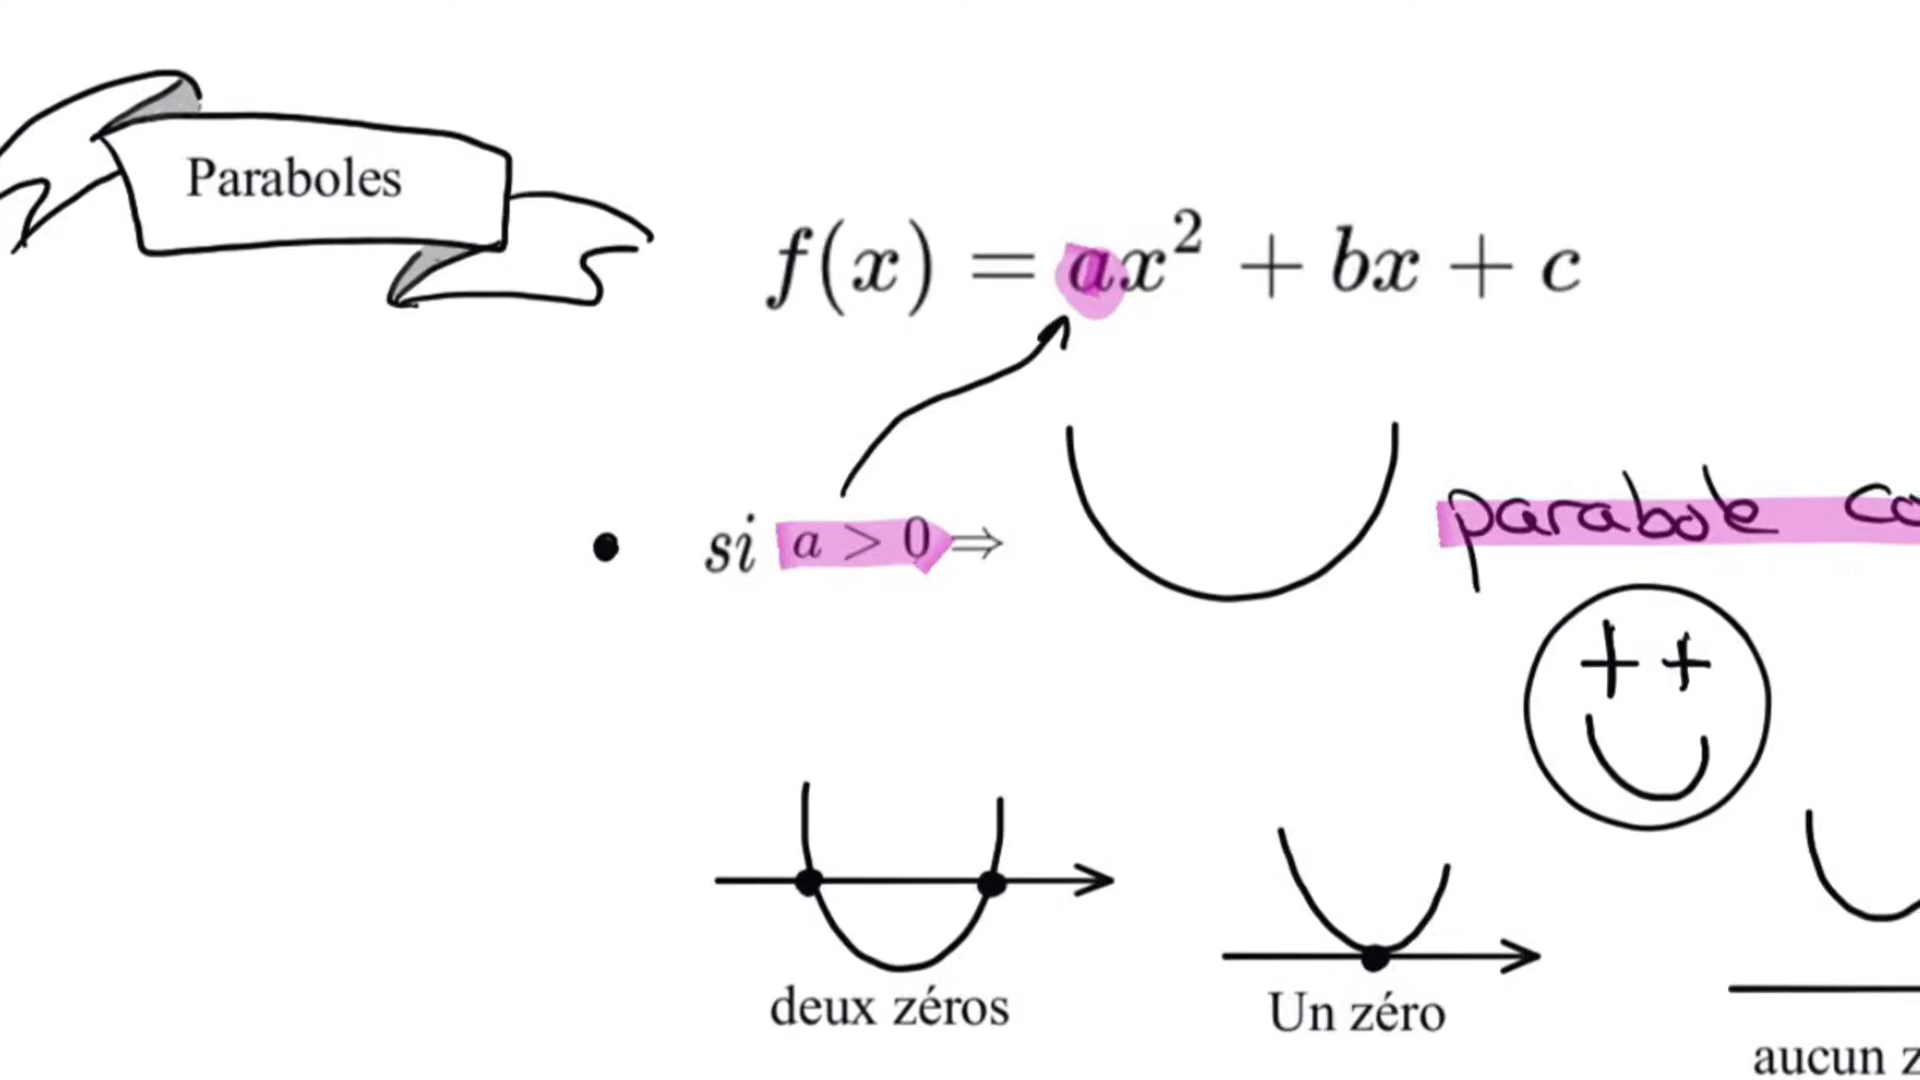 Paraboles
f(x) = ax² + bx + c
si a > 0 ⇒ parabole
+ +
deux zéros
Un zéro
aucun